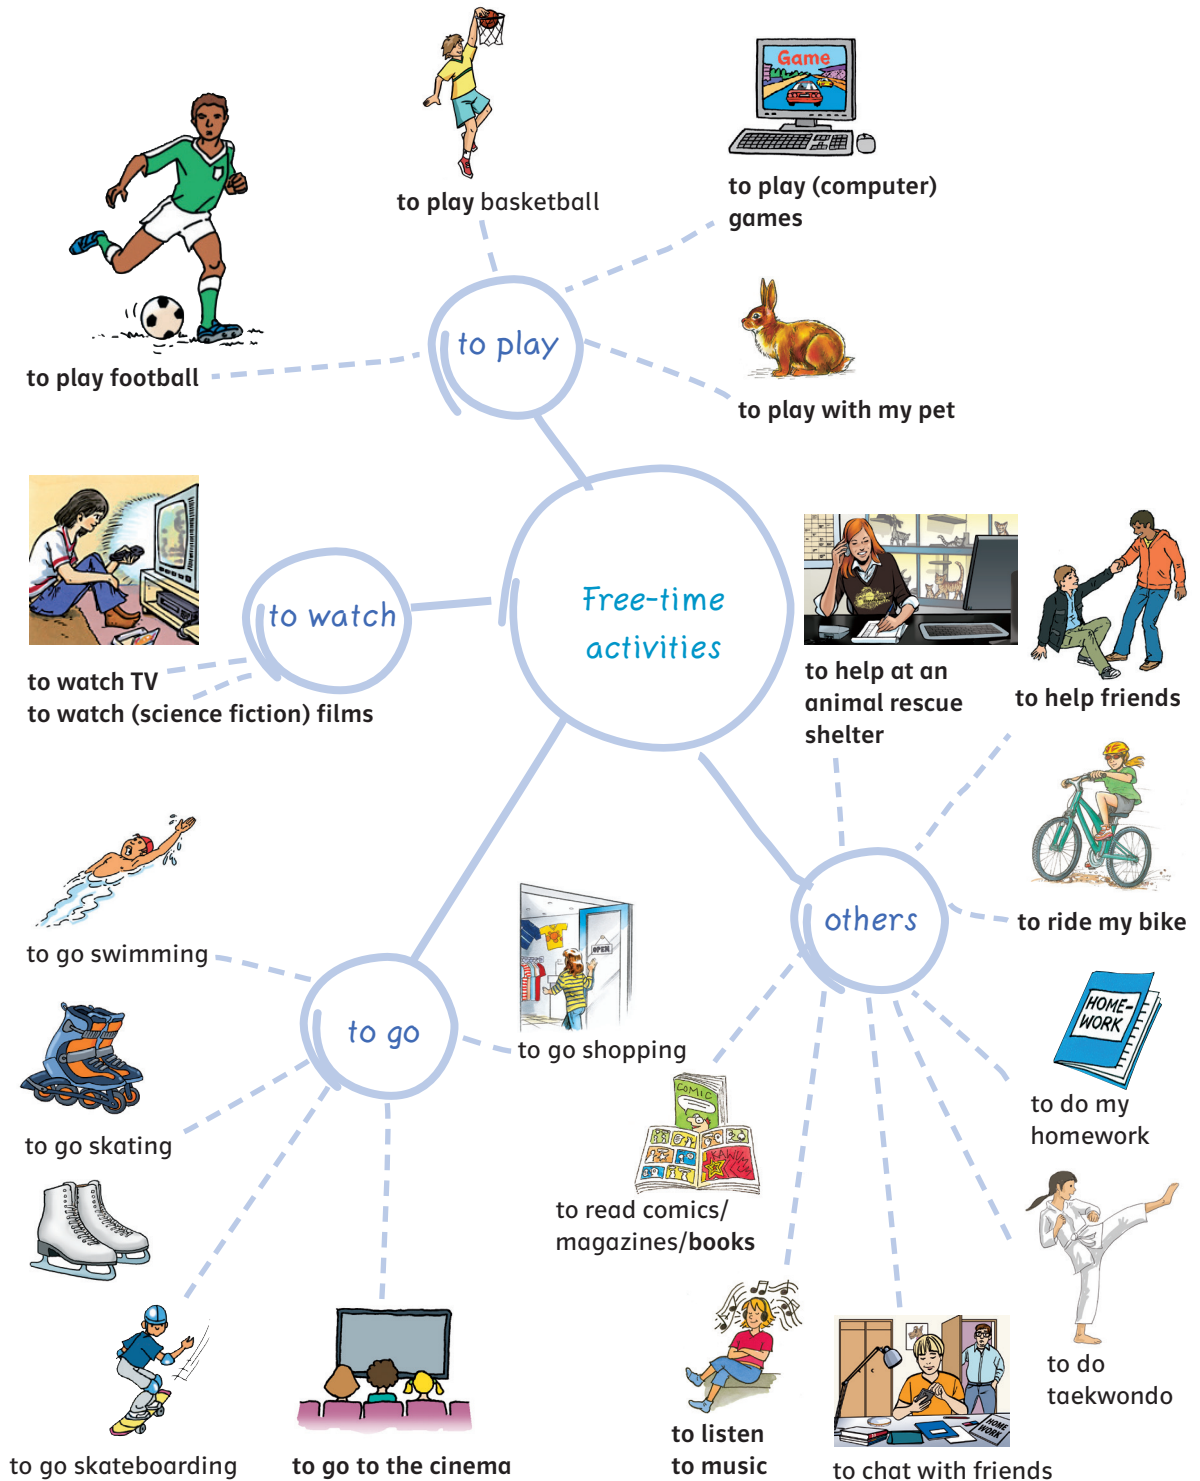 Game
to play basketball
to play (computer)
games
to play
to play football
to play with my pet
Free-time
activities
to watch
to watch TV
to watch (science fiction) films
to help at an
animal rescue
shelter
to help friends
others
to ride my bike
to go swimming
OPEN
to go
to go shopping
HOME-
WORK
to do my
homework
to go skating
COMIC
KAWUMM
to read comics/
magazines/books
to do
taekwondo
to go skateboarding
to go to the cinema
to listen
to music
HOME
WORK
to chat with friends